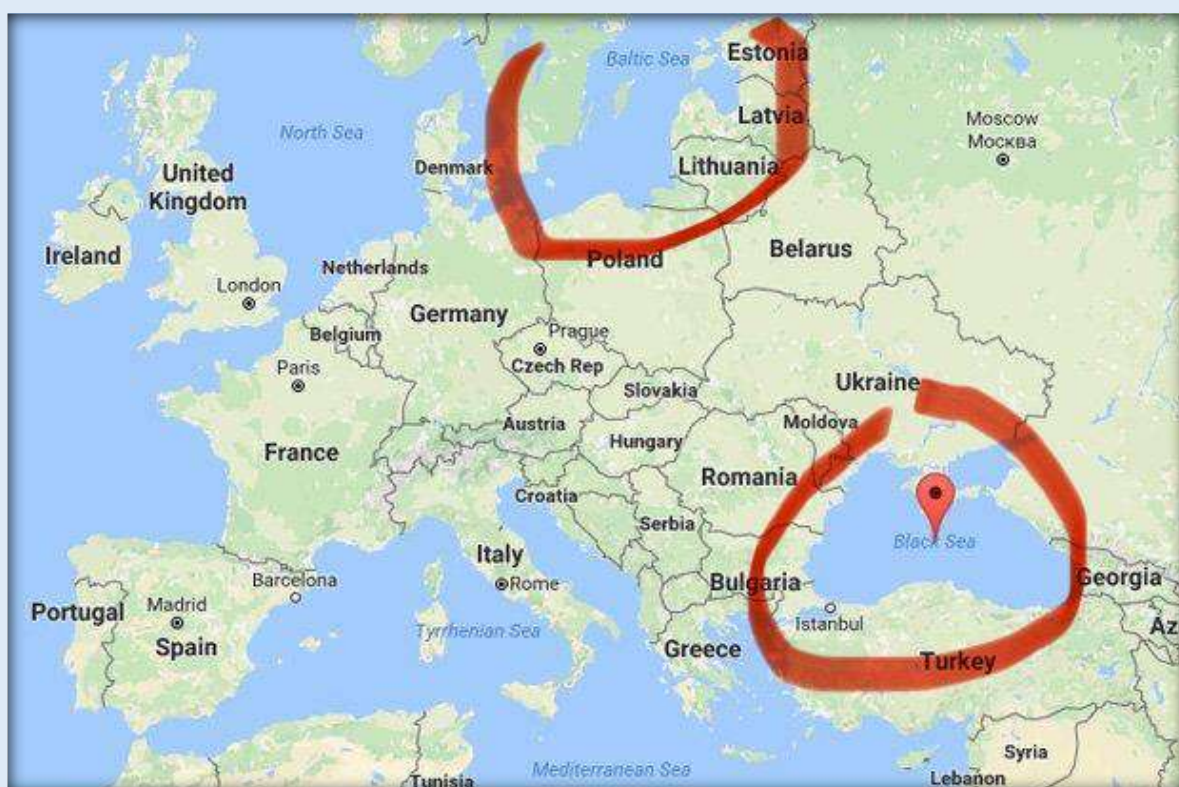 Estonia
Baltic Sea
Latvia
Moscow
Москва
North Sea
Denmark
Lithuania
United
Kingdom
Ireland
Belarus
Poland
Netherlands
London
Germany
Belgium
Prague
Czech Rep
Paris
Slovakia
Ukraine
Austria
Moldova
Hungary
France
Romania
Croatia
Serbia
Black Sea
Italy
Barcelona
Rome
Bulgaria
Georgia
Portugal
Madrid
Istanbul
Az
Tyrrhenian Sea
Spain
Greece
Turkey
Syria
Mediterranean Sea
Lebanon
Tunisia